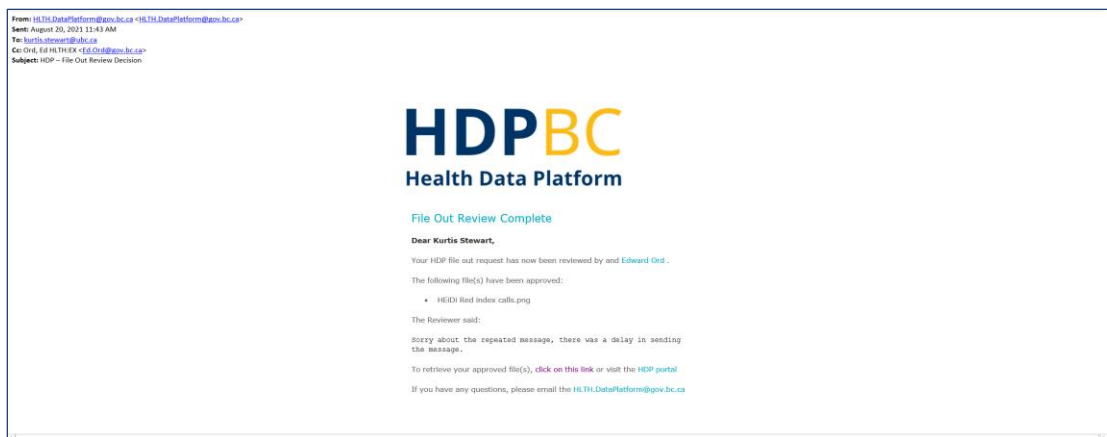 From: HLTH.DataPlatform@gov.bc.ca <HLTH.DataPlatform@gov.bc.ca>
Sent: August 20, 2021 11:43 AM
To: kurtis.stewart@ubc.ca
Cc: Ord, Ed HLTH:EX <Ed.Ord@gov.bc.ca>
Subject: HDP – File Out Review Decision
HDPBC
Health Data Platform
File Out Review Complete
Dear Kurtis Stewart,
Your HDP file out request has now been reviewed by and Edward Ord .
The following file(s) have been approved:
• HEiDi Red index calls.png
The Reviewer said:
Sorry about the repeated message, there was a delay in sending
the message.
To retrieve your approved file(s), click on this link or visit the HDP portal
If you have any questions, please email the HLTH.DataPlatform@gov.bc.ca